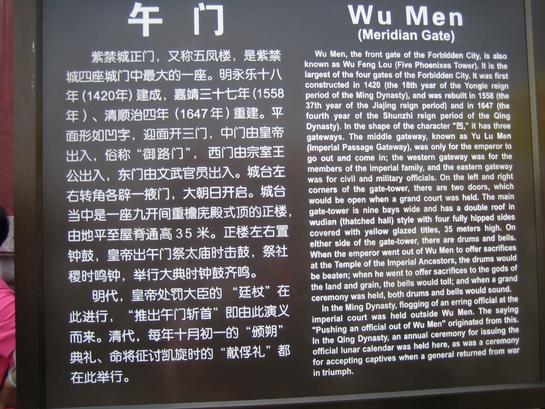 午 门
紫禁城正门，又称五凤楼，是紫禁
城四座城门中最大的一座。明永乐十八
年（1420年）建成，嘉靖三十七年（1558
年）、清顺治四年（1647年）重建。平
面形如凹字，迎面开三门，中门由皇帝
出入，俗称“御路门”，西门由宗室王
公出入，东门由文武官员出入。城台左
右转角各辟一掖门，大朝日开启。城台
当中是一座九开间重檐庑殿式顶的正楼，
由地平至屋脊通高35米。正楼左右置
钟鼓，皇帝出午门祭太庙时击鼓，祭社
稷时鸣钟，举行大典时钟鼓齐鸣。
明代，皇帝处罚大臣的“廷杖”在
此进行，“推出午门斩首”即由此演义
而来。清代，每年十月初一的“颁朔”
典礼、命将征讨凯旋时的“献俘礼”都
在此举行。
Wu Men
(Meridian Gate)
Wu Men, the front gate of the Forbidden City, is also
known as Wu Feng Lou (Five Phoenixes Tower). It is the
largest of the four gates of the Forbidden City. It was first
constructed in 1420 (the 18th year of the Yongle reign
period of the Ming Dynasty), and was rebuilt in 1558 (the
37th year of the Jiajing reign period) and in 1647 (the
fourth year of the Shunzhi reign period of the Qing
Dynasty). In the shape of the character "凹," it has three
gateways. The middle gateway, known as Yu Lu Men
(Imperial Passage Gateway), was only for the emperor to
go out and come in; the western gateway was for the
members of the imperial family, and the eastern gateway
was for civil and military officials. On the left and right
corners of the gate-tower, there are two doors, which
would be open when a grand court was held. The main
gate-tower is nine bays wide and has a double roof in
wudian (thatched hall) style with four fully hipped sides
covered with yellow glazed titles, 35 meters high. On
either side of the gate-tower, there are drums and bells.
When the emperor went out of Wu Men to offer sacrifices
at the Temple of the Imperial Ancestors, the drums would
be beaten; when he went to offer sacrifices to the gods of
the land and grain, the bells would toll; and when a grand
ceremony was held, both drums and bells would sound.
In the Ming Dynasty, flogging of an erring official at the
imperial court was held outside Wu Men. The saying
"Pushing an official out of Wu Men" originated from this.
In the Qing Dynasty, an annual ceremony for issuing the
official lunar calendar was held here, as was a ceremony
for accepting captives when a general returned from war
in triumph.